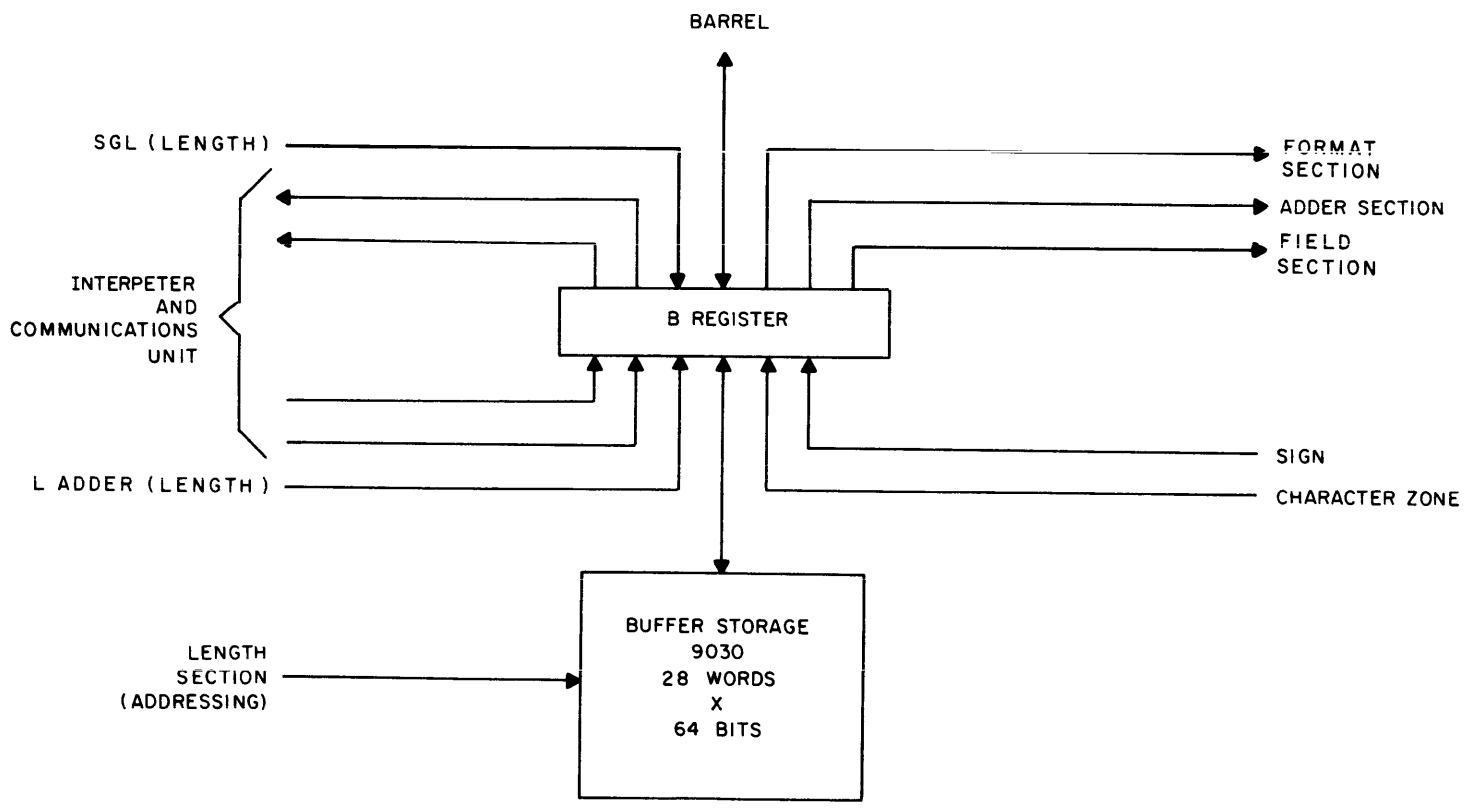 BARREL
SGL (LENGTH)
FORMAT
SECTION
ADDER SECTION
FIELD
SECTION
INTERPETER
AND
COMMUNICATIONS
UNIT
B REGISTER
L ADDER (LENGTH)
SIGN
CHARACTER ZONE
BUFFER STORAGE
9030
28 WORDS
X
64 BITS
LENGTH
SECTION
(ADDRESSING)